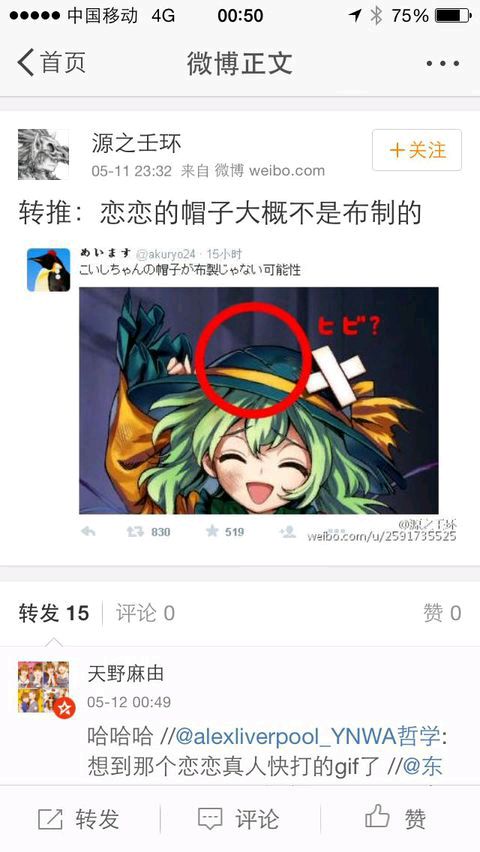 中国移动 4G 00:50 75%
首页 微博正文
源之壬环
05-11 23:32 来自 微博 weibo.com
+关注
转推：恋恋的帽子大概不是布制的
めいます @akuryo24 · 15小时
こいしちゃんの帽子が布製じゃない可能性
ヒビ?
830 519
@源之壬环
weibo.com/u/2591735525
转发 15 评论 0 赞 0
天野麻由
05-12 00:49
哈哈哈 //@alexliverpool_YNWA哲学:
想到那个恋恋真人快打的gif了 //@东
转发 评论 赞